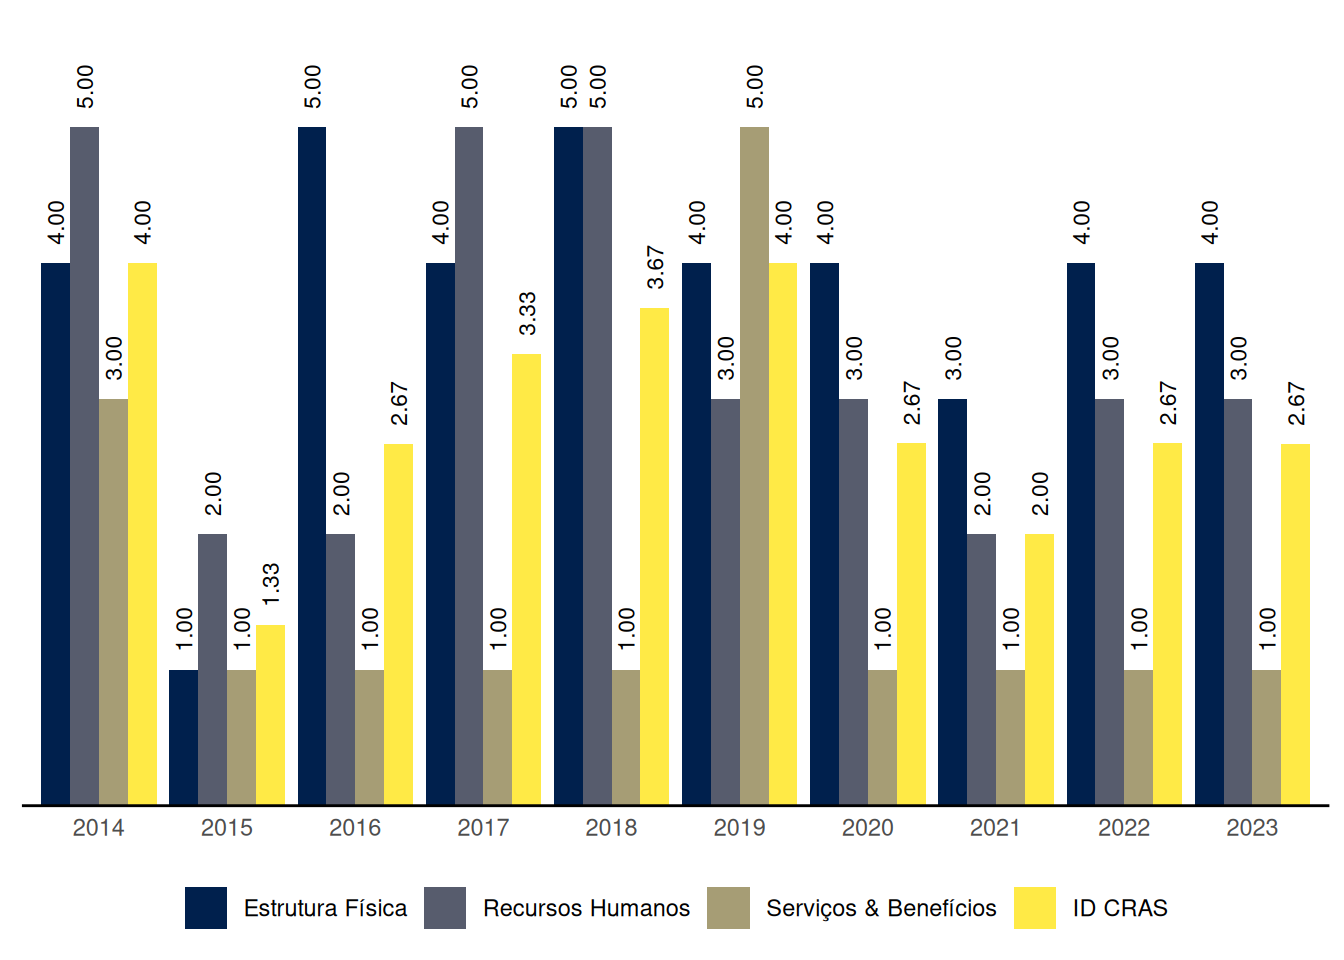 5.00 5.00 5.00 5.00 5.00 5.00
4.00 4.00 4.00 4.00 4.00 4.00 4.00 4.00
3.67
3.33
3.00 3.00 3.00 3.00 3.00 3.00
2.67 2.67 2.67 2.67
2.00 2.00 2.00 2.00
1.33
1.00 1.00 1.00 1.00 1.00 1.00 1.00 1.00 1.00
2014 2015 2016 2017 2018 2019 2020 2021 2022 2023
Estrutura Física Recursos Humanos Serviços & Benefícios ID CRAS